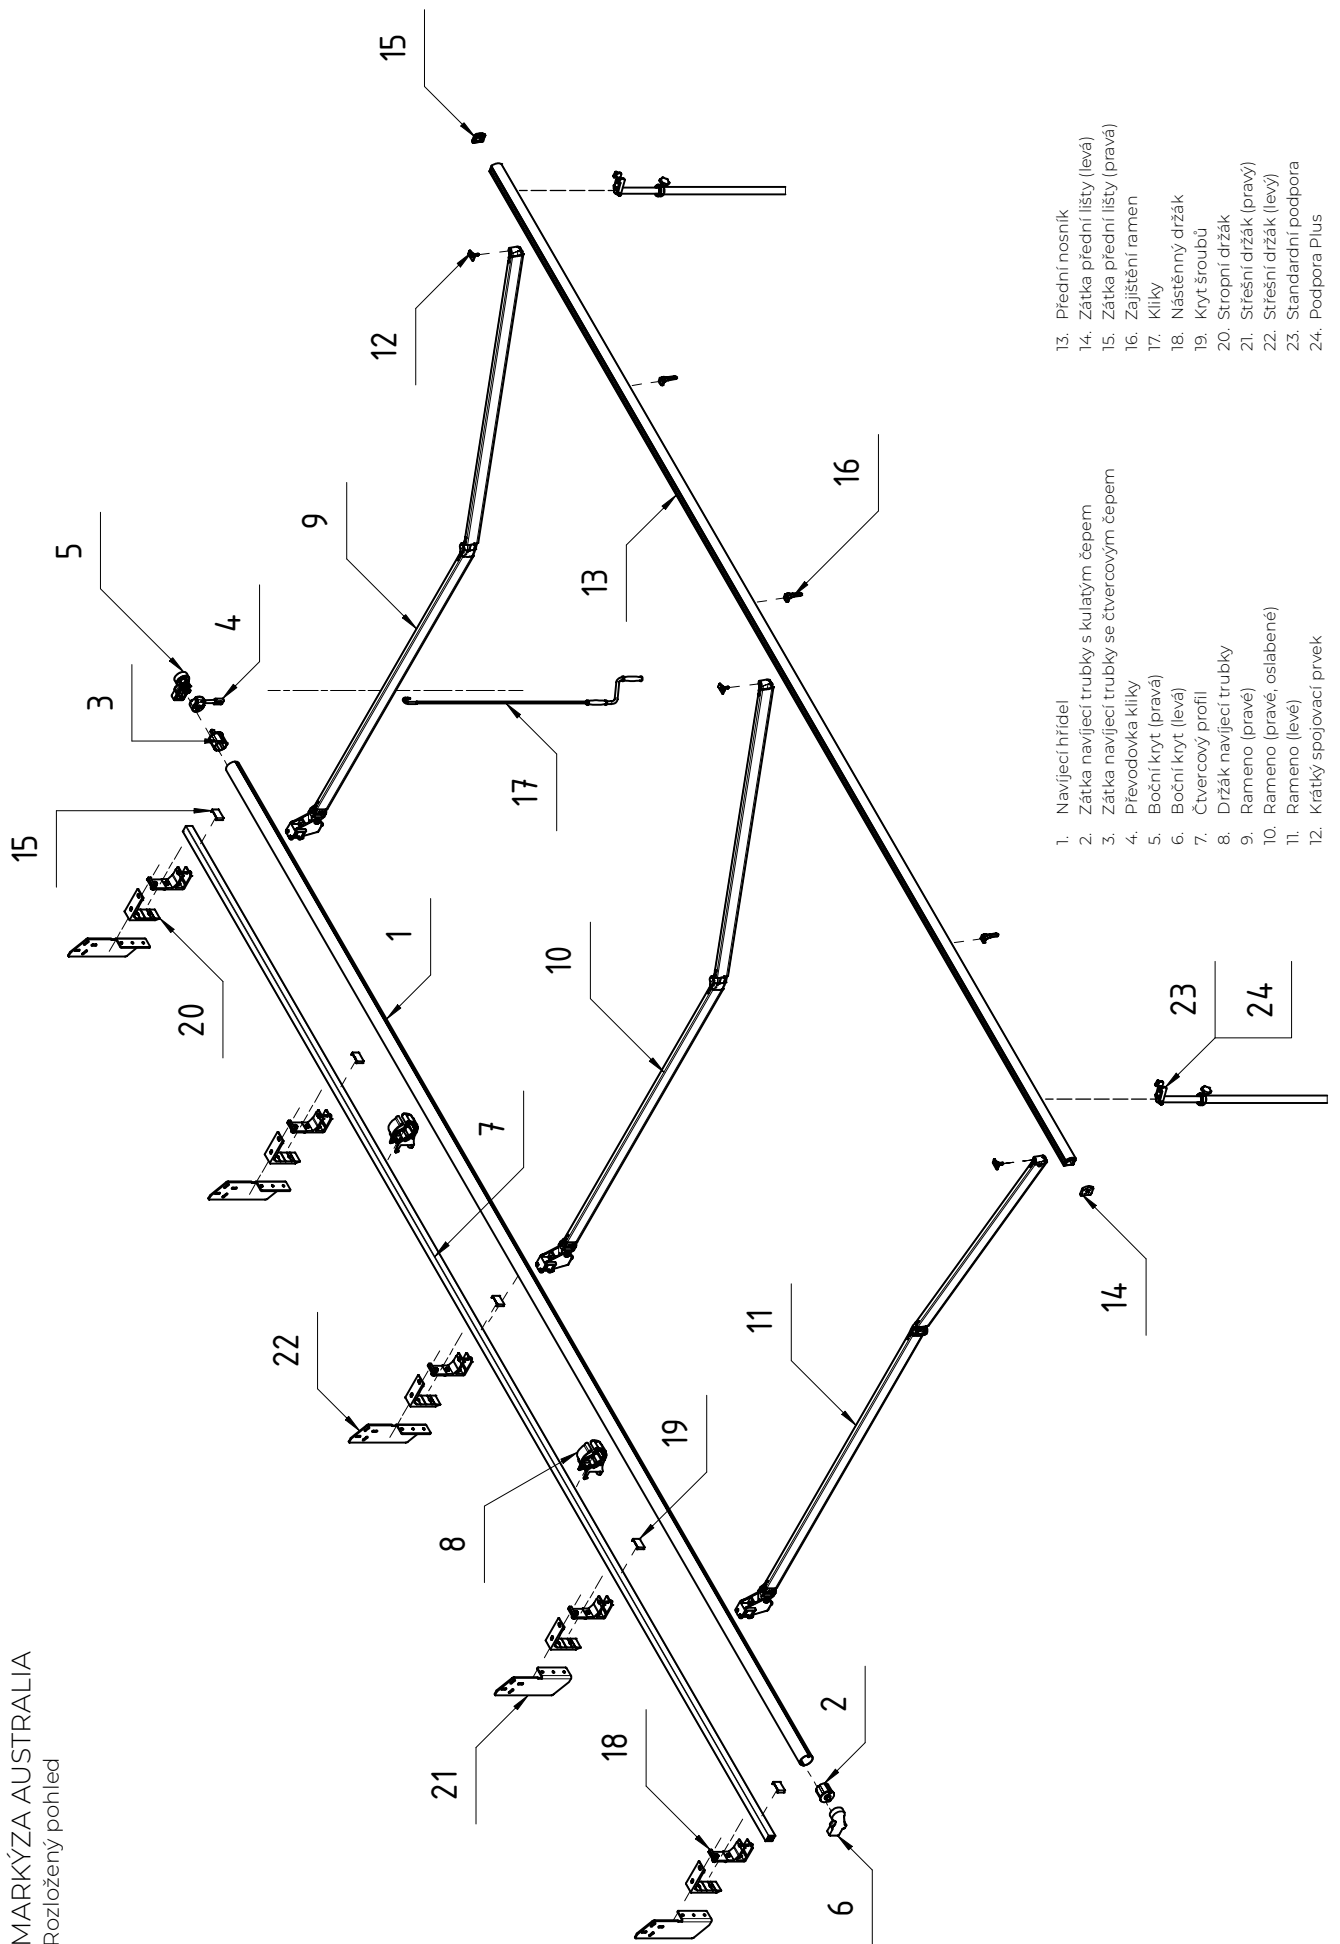 MARKÝZA AUSTRALIA
Rozložený pohled
15
20
22
21
18
6
2
19
8
7
1
3
5
4
9
17
10
11
14
23
24
13
16
12
15
1. Navíjecí hřídel
2. Zátka navíjecí trubky s kulatým čepem
3. Zátka navíjecí trubky se čtvercovým čepem
4. Převodovka kliky
5. Boční kryt (pravá)
6. Boční kryt (levá)
7. Čtvercový profil
8. Držák navíjecí trubky
9. Rameno (pravé)
10. Rameno (pravé, oslabené)
11. Rameno (levé)
12. Krátký spojovací prvek
13. Přední nosník
14. Zátka přední lišty (levá)
15. Zátka přední lišty (pravá)
16. Zajištění ramen
17. Kliky
18. Nástěnný držák
19. Kryt šroubů
20. Stropní držák
21. Střešní držák (pravý)
22. Střešní držák (levý)
23. Standardní podpora
24. Podpora Plus